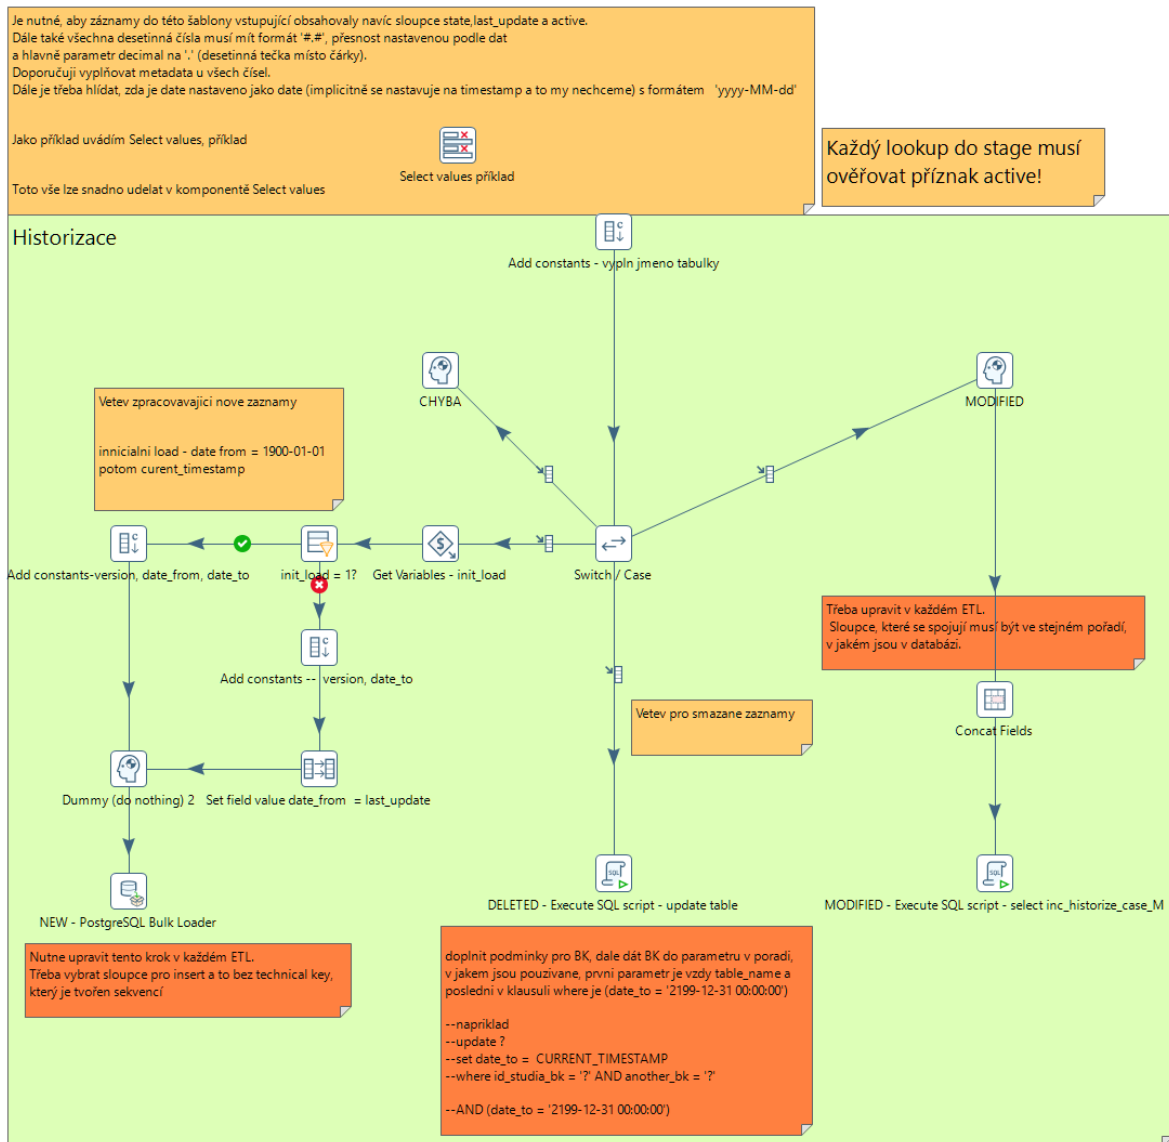 Je nutné, aby záznamy do této šablony vstupující obsahovaly navíc sloupce state,last_update a active.
Dále také všechna desetinná čísla musí mít formát '#.#', přesnost nastavenou podle dat
a hlavně parametr decimal na '.' (desetinná tečka místo čárky).
Doporučuji vyplňovat metadata u všech čísel.
Dále je třeba hlídat, zda je date nastaveno jako date (implicitně se nastavuje na timestamp a to my nechceme) s formátem 'yyyy-MM-dd'
Jako příklad uvádím Select values, příklad
Select values příklad
Toto vše lze snadno udelat v komponentě Select values
Každý lookup do stage musí
ověřovat příznak active!
Historizace
Add constants - vypln jmeno tabulky
CHYBA
MODIFIED
Vetev zpracovavajici nove zaznamy
innicialni load - date from = 1900-01-01
potom curent_timestamp
Add constants-version, date_from, date_to
init_load = 1?
Get Variables - init_load
Switch / Case
Třeba upravit v každém ETL.
Sloupce, které se spojují musí být ve stejném pořadí,
v jakém jsou v databázi.
Add constants -- version, date_to
Vetev pro smazane zaznamy
Concat Fields
Dummy (do nothing) 2
Set field value date_from = last_update
NEW - PostgreSQL Bulk Loader
SQL
DELETED - Execute SQL script - update table
SQL
MODIFIED - Execute SQL script - select inc_historize_case_M
Nutne upravit tento krok v každém ETL.
Třeba vybrat sloupce pro insert a to bez technical key,
který je tvořen sekvencí
doplnit podminky pro BK, dale dát BK do parametru v poradi,
v jakem jsou pouzivane, prvni parametr je vzdy table_name a
posledni v klausuli where je (date_to = '2199-12-31 00:00:00')
--napriklad
--update ?
--set date_to = CURRENT_TIMESTAMP
--where id_studia_bk = '?' AND another_bk = '?'
--AND (date_to = '2199-12-31 00:00:00')